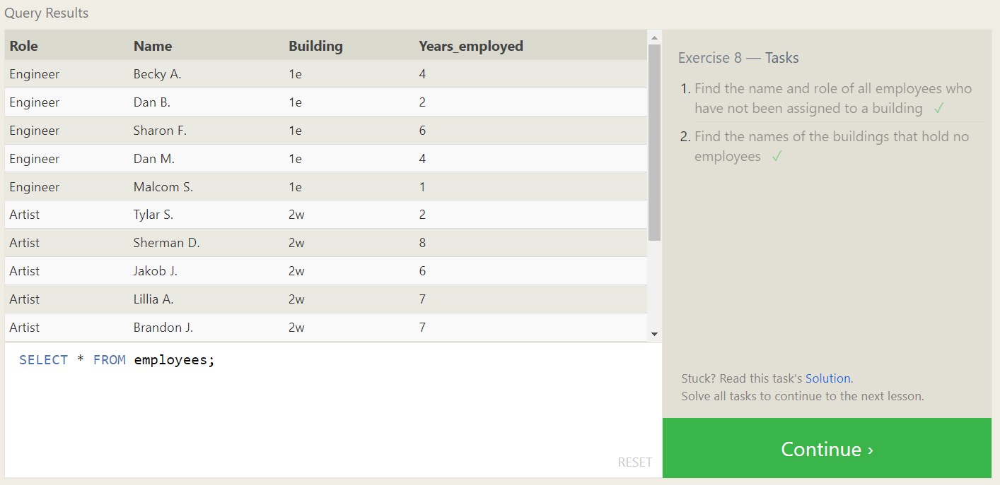 Query Results
Role Name Building Years_employed
Engineer Becky A. 1e 4
Engineer Dan B. 1e 2
Engineer Sharon F. 1e 6
Engineer Dan M. 1e 4
Engineer Malcom S. 1e 1
Artist Tylar S. 2w 2
Artist Sherman D. 2w 8
Artist Jakob J. 2w 6
Artist Lillia A. 2w 7
Artist Brandon J. 2w 7
SELECT * FROM employees;
RESET
Exercise 8 — Tasks
1. Find the name and role of all employees who
have not been assigned to a building ✓
2. Find the names of the buildings that hold no
employees ✓
Stuck? Read this task's Solution.
Solve all tasks to continue to the next lesson.
Continue ›